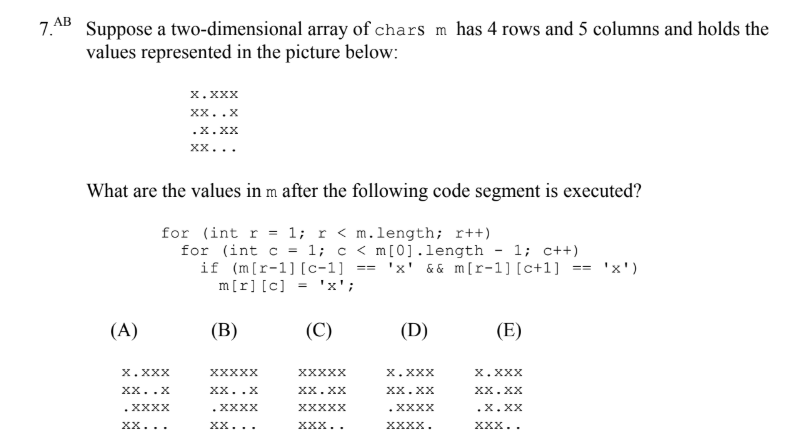 7.AB Suppose a two-dimensional array of chars m has 4 rows and 5 columns and holds the
values represented in the picture below:
x.xxx
xx..x
.x.xx
xx...
What are the values in m after the following code segment is executed?
for (int r = 1; r < m.length; r++)
for (int c = 1; c < m[0].length - 1; c++)
if (m[r-1][c-1] == 'x' && m[r-1][c+1] == 'x')
m[r][c] = 'x';
(A) (B) (C) (D) (E)
x.xxx xxxxx xxxxx x.xxx x.xxx
xx..x xx..x xx.xx xx.xx xx.xx
.xxxx .xxxx xxxxx .xxxx .x.xx
xx... xx... xxx.. xxxx. xxx..